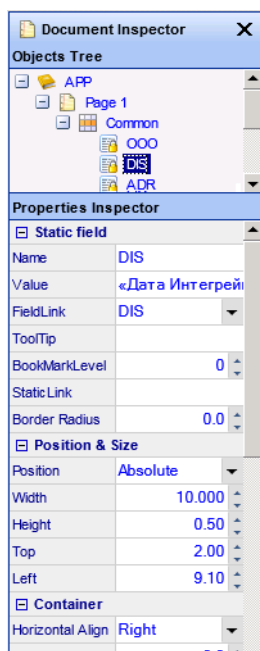 Document Inspector X
Objects Tree
APP
Page 1
Common
OOO
DIS
ADR
Properties Inspector
Static field
Name DIS
Value «Дата Интегрей
FieldLink DIS
ToolTip
BookMarkLevel 0
StaticLink
Border Radius 0.0
Position & Size
Position Absolute
Width 10.000
Height 0.50
Top 2.00
Left 9.10
Container
Horizontal Align Right